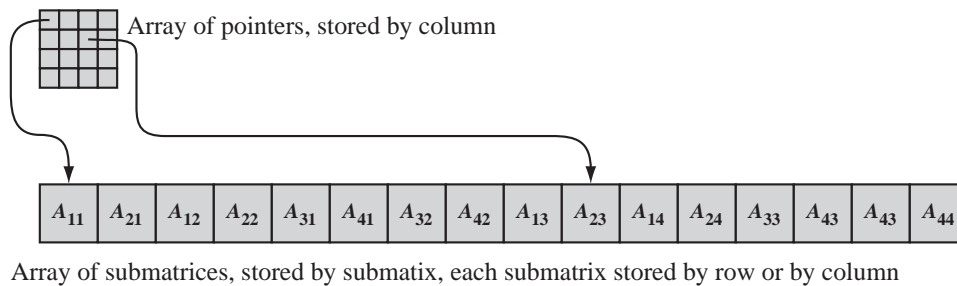 Array of pointers, stored by column
A11 A21 A12 A22 A31 A41 A32 A42 A13 A23 A14 A24 A33 A43 A43 A44
Array of submatrices, stored by submatix, each submatrix stored by row or by column